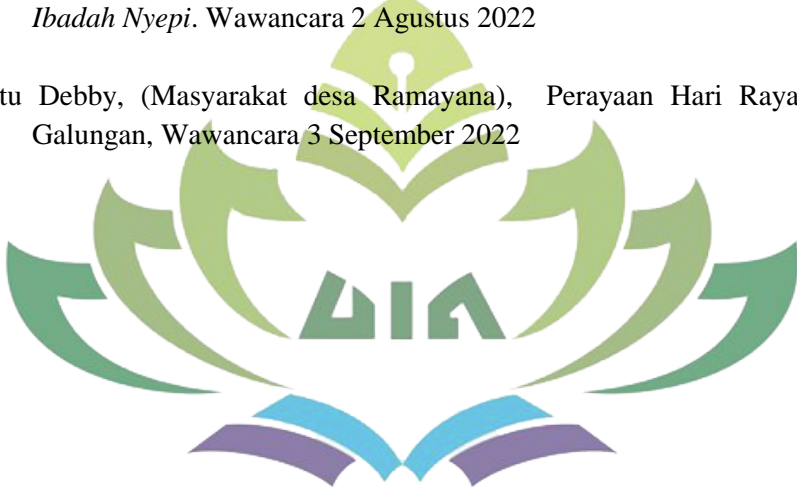 Ibadah Nyepi. Wawancara 2 Agustus 2022
tu Debby, (Masyarakat desa Ramayana), Perayaan Hari Raya
Galungan, Wawancara 3 September 2022
UIN